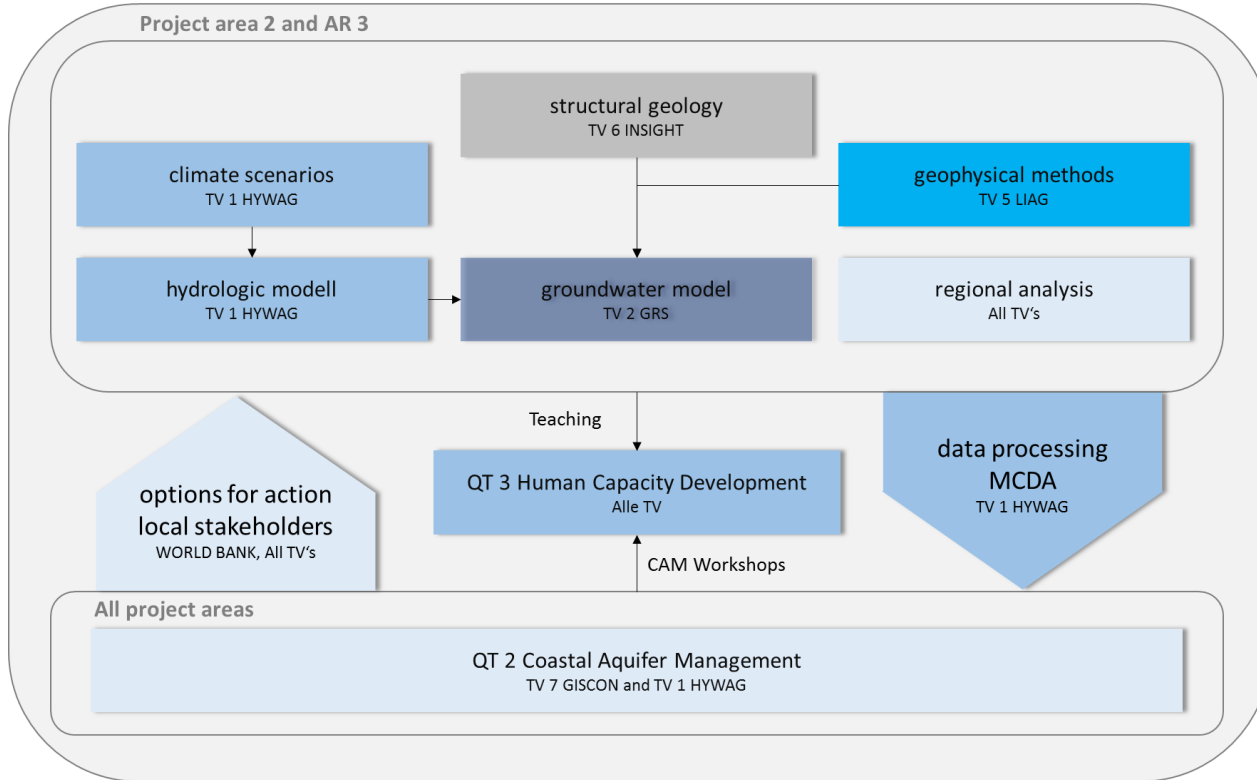 Project area 2 and AR 3
structural geology
TV 6 INSIGHT
climate scenarios
TV 1 HYWAG
geophysical methods
TV 5 LIAG
hydrologic modell
TV 1 HYWAG
groundwater model
TV 2 GRS
regional analysis
All TV‘s
Teaching
options for action
local stakeholders
WORLD BANK, All TV‘s
QT 3 Human Capacity Development
Alle TV
data processing
MCDA
TV 1 HYWAG
CAM Workshops
All project areas
QT 2 Coastal Aquifer Management
TV 7 GISCON and TV 1 HYWAG